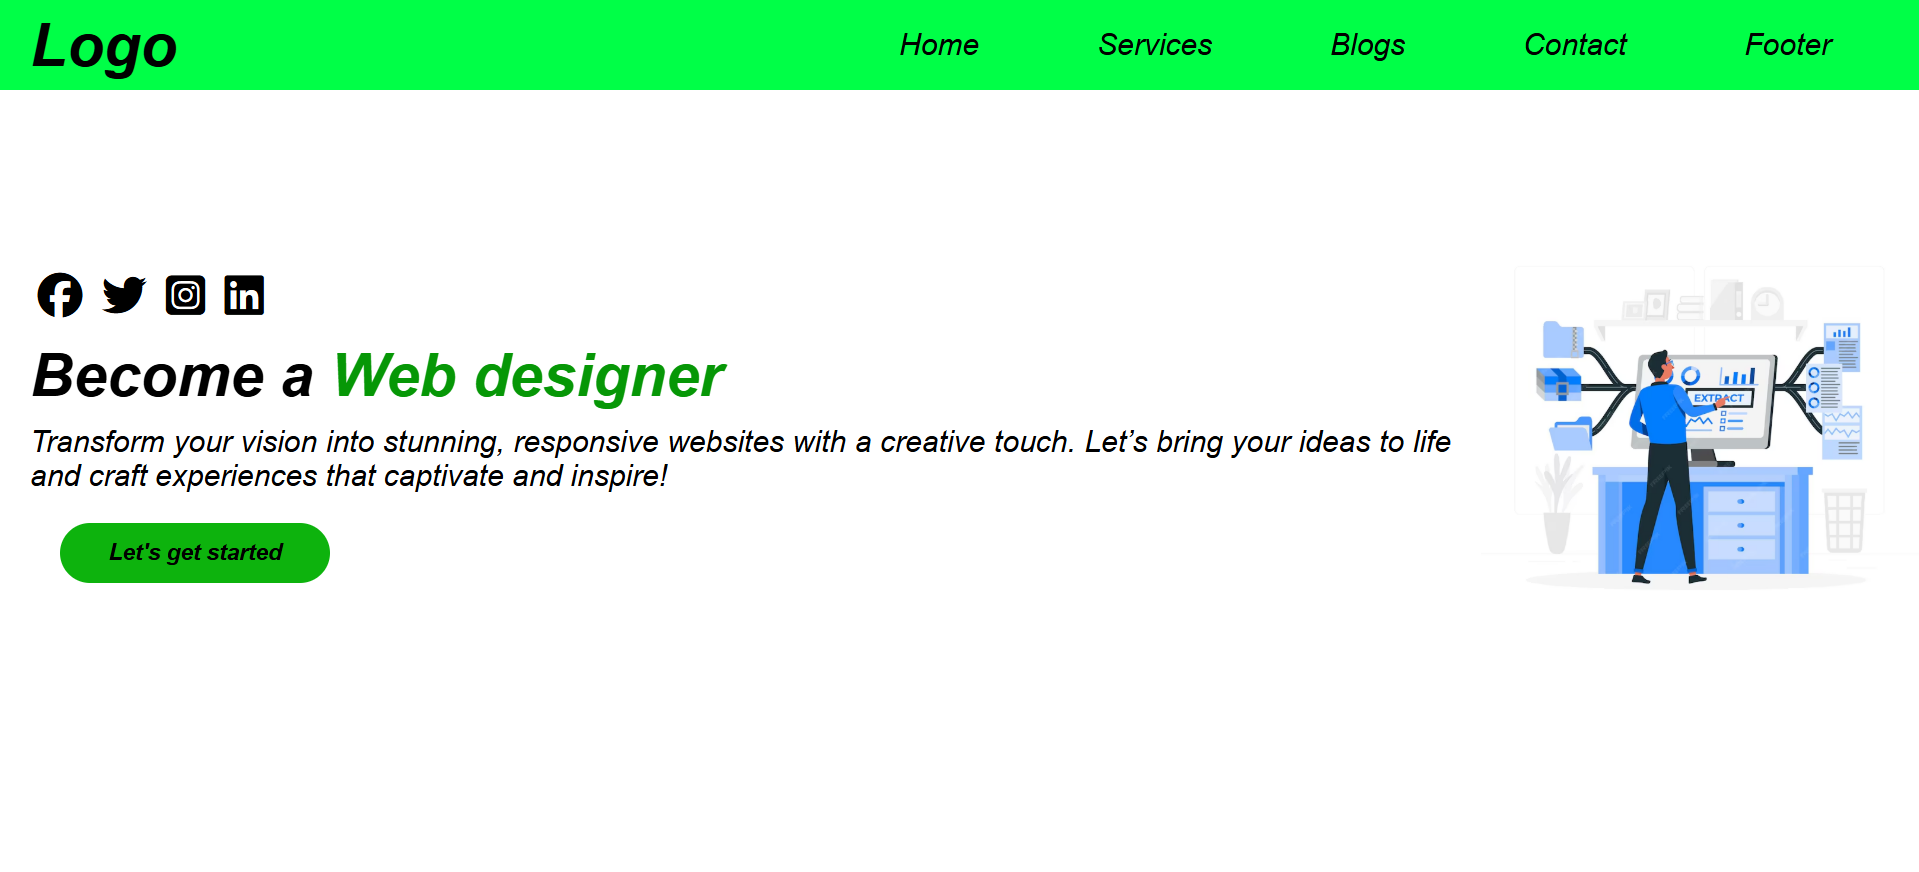 Logo
Home Services Blogs Contact Footer
Become a Web designer
Transform your vision into stunning, responsive websites with a creative touch. Let’s bring your ideas to life
and craft experiences that captivate and inspire!
Let's get started
EXTRACT